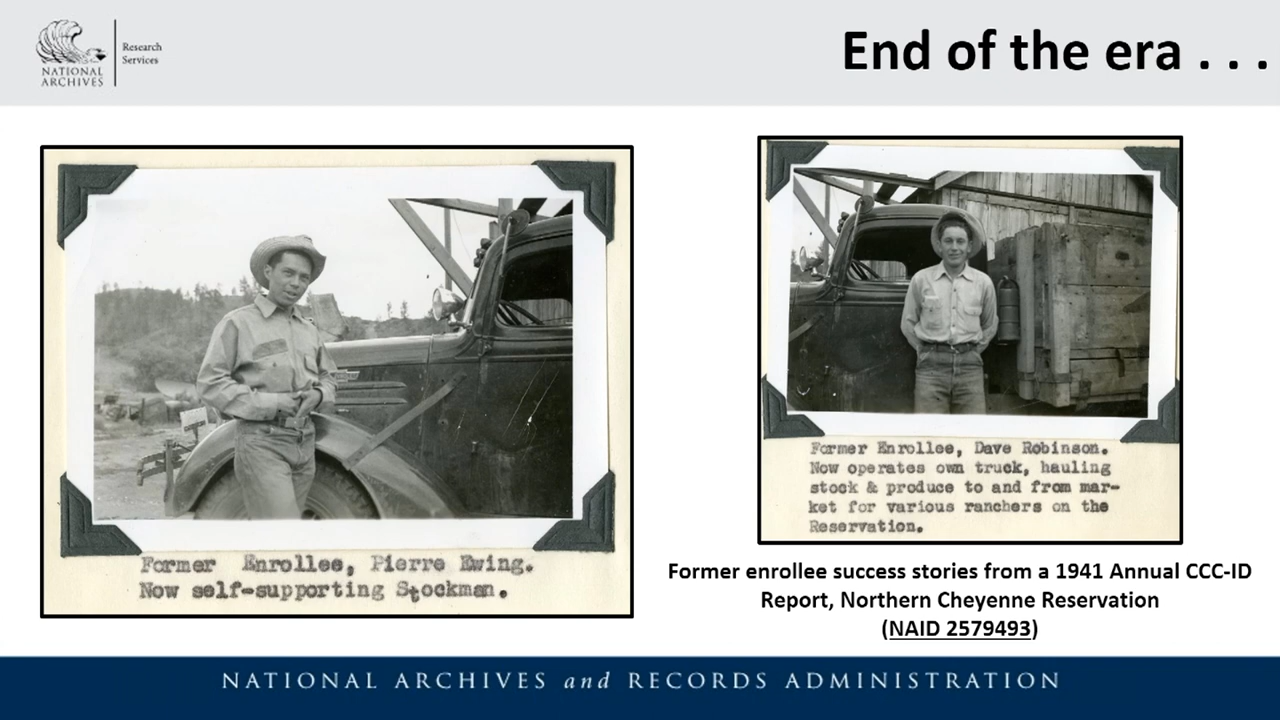 NATIONAL
ARCHIVES
Research
Services
End of the era . . .
Former Enrollee, Pierre Ewing.
Now self-supporting Stockman.
Former Enrollee, Dave Robinson.
Now operates own truck, hauling
stock & produce to and from mar-
ket for various ranchers on the
Reservation.
Former enrollee success stories from a 1941 Annual CCC-ID
Report, Northern Cheyenne Reservation
(NAID 2579493)
NATIONAL ARCHIVES and RECORDS ADMINISTRATION